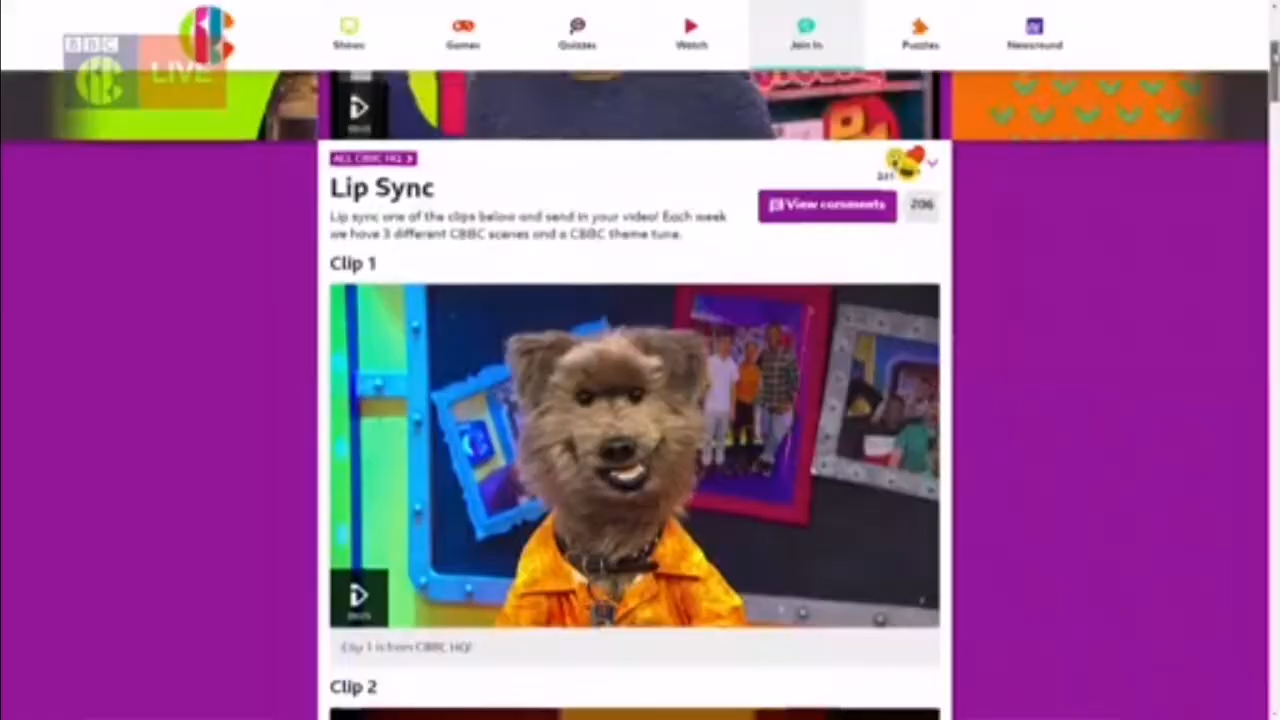 BBC
LIVE
Shows
Games
Quizzes
Watch
Join In
Puzzles
Newsround
ALL CBBC HQ
Lip Sync
View comments
206
Lip sync one of the clips below and send in your video! Each week
we have 3 different CBBC scenes and a CBBC theme tune.
Clip 1
Clip 1 is from CBBC HQ!
Clip 2